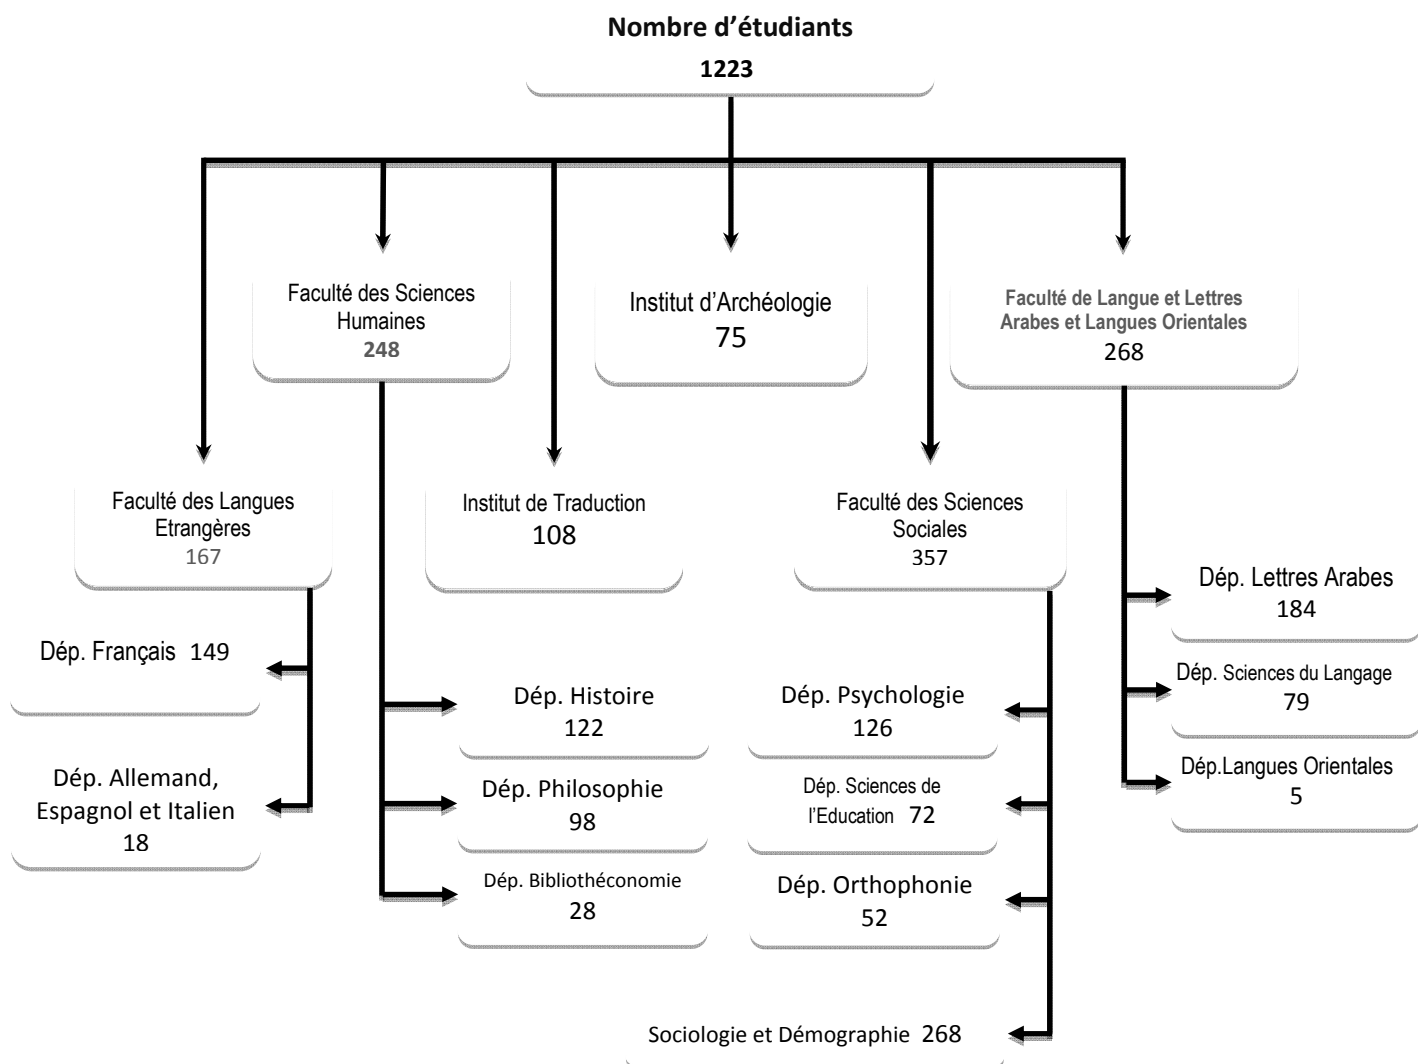 Nombre d’étudiants
1223
Faculté des Sciences
Humaines
248
Institut d’Archéologie
75
Faculté de Langue et Lettres
Arabes et Langues Orientales
268
Faculté des Langues
Etrangères
167
Institut de Traduction
108
Faculté des Sciences
Sociales
357
Dép. Français 149
Dép. Allemand,
Espagnol et Italien
18
Dép. Histoire
122
Dép. Philosophie
98
Dép. Bibliothéconomie
28
Dép. Psychologie
126
Dép. Sciences de
l’Education 72
Dép. Orthophonie
52
Sociologie et Démographie 268
Dép. Lettres Arabes
184
Dép. Sciences du Langage
79
Dép.Langues Orientales
5